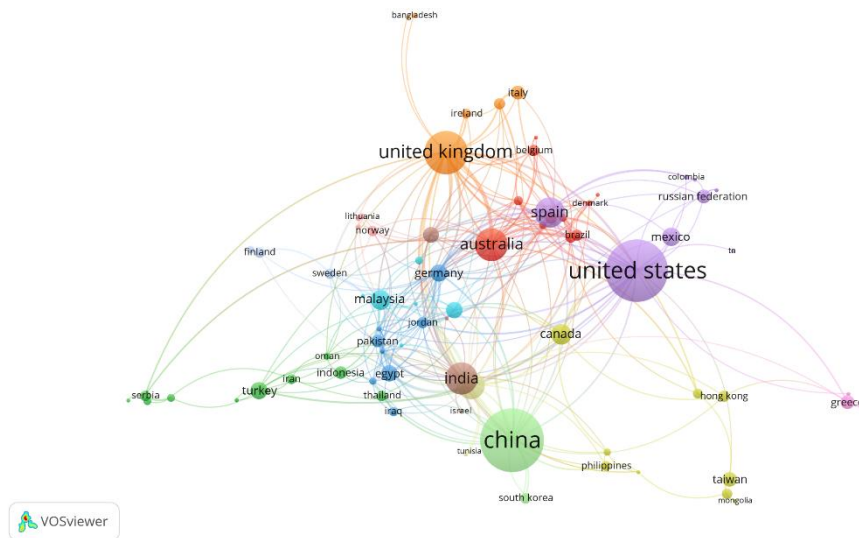 bangladesh
italy
ireland
united kingdom
belgium
colombia
russian federation
denmark
spain
lithuania
norway
brazil
mexico
australia
finland
germany
united states
sweden
malaysia
jordan
canada
pakistan
oman
indonesia
egypt
india
iran
turkey
serbia
thailand
hong kong
greece
iraq
israel
china
tunisia
philippines
taiwan
south korea
mongolia
VOSviewer